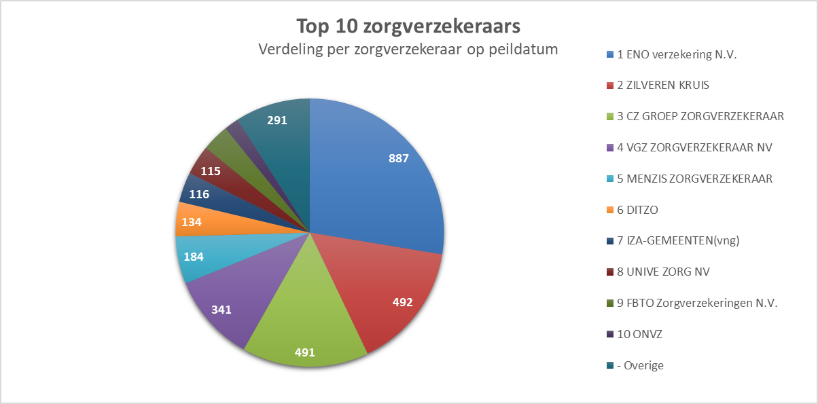 Top 10 zorgverzekeraars
Verdeling per zorgverzekeraar op peildatum
887
492
491
341
184
134
116
115
291
1 ENO verzekering N.V.
2 ZILVEREN KRUIS
3 CZ GROEP ZORGVERZEKERAAR
4 VGZ ZORGVERZEKERAAR NV
5 MENZIS ZORGVERZEKERAAR
6 DITZO
7 IZA-GEMEENTEN(vng)
8 UNIVE ZORG NV
9 FBTO Zorgverzekeringen N.V.
10 ONVZ
- Overige